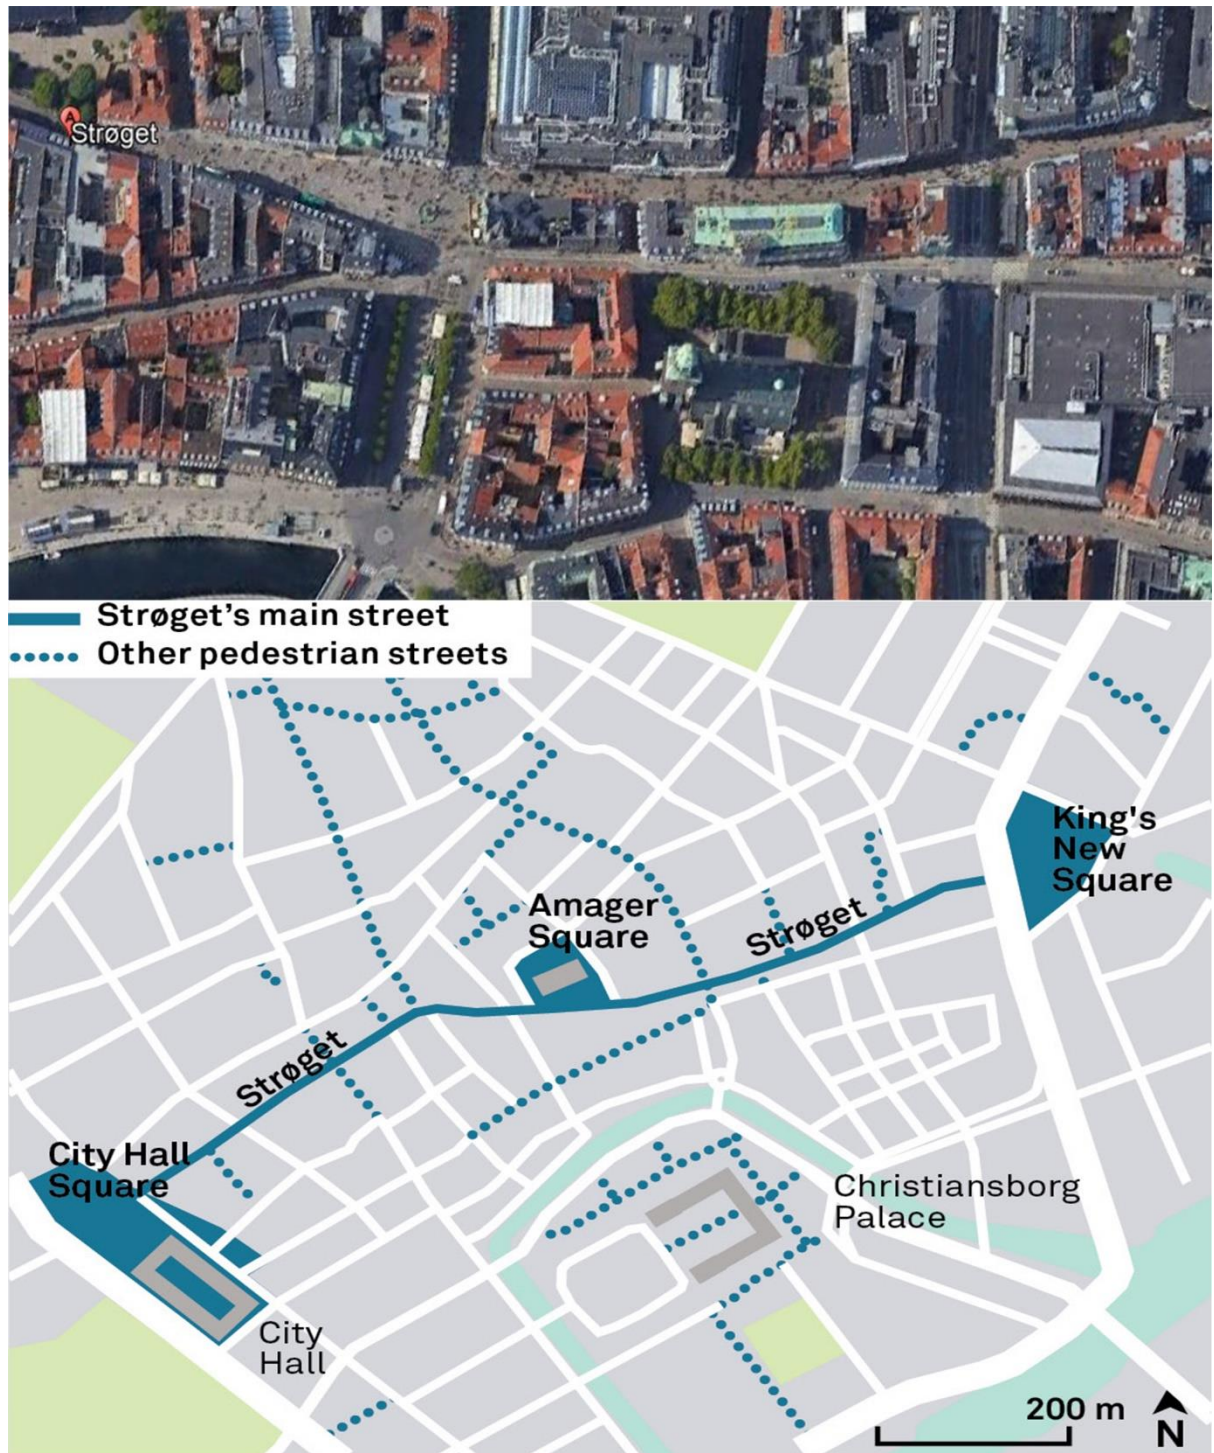 A
Strøget
Strøget's main street
Other pedestrian streets
King's
New
Square
Amager
Square
Strøget
Strøget
City Hall
Square
Christiansborg
Palace
City
Hall
200 m
N